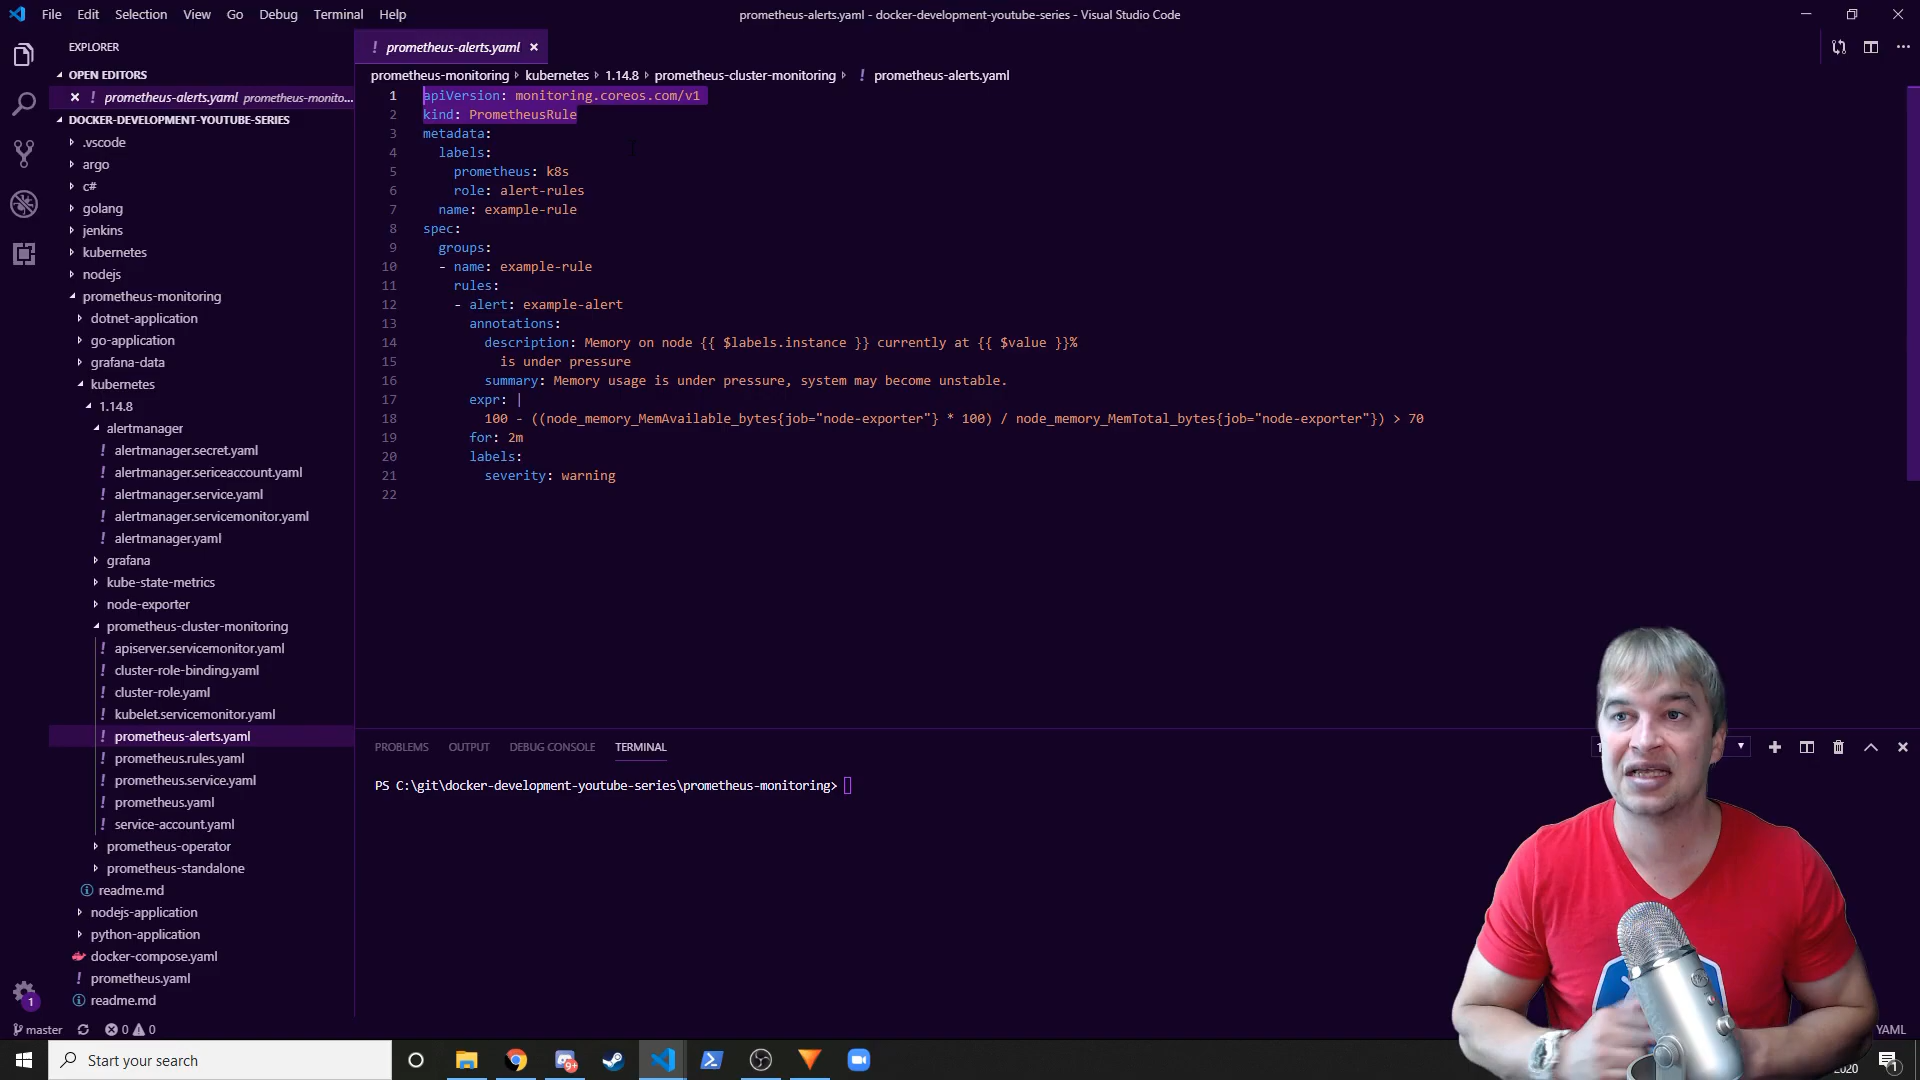 File Edit Selection View Go Debug Terminal Help
prometheus-alerts.yaml - docker-development-youtube-series - Visual Studio Code
EXPLORER
OPEN EDITORS
prometheus-alerts.yaml prometheus-monito...
DOCKER-DEVELOPMENT-YOUTUBE-SERIES
.vscode
argo
c#
golang
jenkins
kubernetes
nodejs
prometheus-monitoring
dotnet-application
go-application
grafana-data
kubernetes
1.14.8
alertmanager
alertmanager.secret.yaml
alertmanager.sericeaccount.yaml
alertmanager.service.yaml
alertmanager.servicemonitor.yaml
alertmanager.yaml
grafana
kube-state-metrics
node-exporter
prometheus-cluster-monitoring
apiserver.servicemonitor.yaml
cluster-role-binding.yaml
cluster-role.yaml
kubelet.servicemonitor.yaml
prometheus-alerts.yaml
prometheus.rules.yaml
prometheus.service.yaml
prometheus.yaml
service-account.yaml
prometheus-operator
prometheus-standalone
readme.md
nodejs-application
python-application
docker-compose.yaml
prometheus.yaml
readme.md
prometheus-alerts.yaml
prometheus-monitoring kubernetes 1.14.8 prometheus-cluster-monitoring ! prometheus-alerts.yaml
1 apiVersion: monitoring.coreos.com/v1
2 kind: PrometheusRule
3 metadata:
4 labels:
5 prometheus: k8s
6 role: alert-rules
7 name: example-rule
8 spec:
9 groups:
10 - name: example-rule
11 rules:
12 - alert: example-alert
13 annotations:
14 description: Memory on node {{ $labels.instance }} currently at {{ $value }}%
15 is under pressure
16 summary: Memory usage is under pressure, system may become unstable.
17 expr: |
18 100 - ((node_memory_MemAvailable_bytes{job="node-exporter"} * 100) / node_memory_MemTotal_bytes{job="node-exporter"}) > 70
19 for: 2m
20 labels:
21 severity: warning
22
PROBLEMS OUTPUT DEBUG CONSOLE TERMINAL
PS C:\git\docker-development-youtube-series\prometheus-monitoring>
1
master 0 0
YAML
Start your search
9+
1